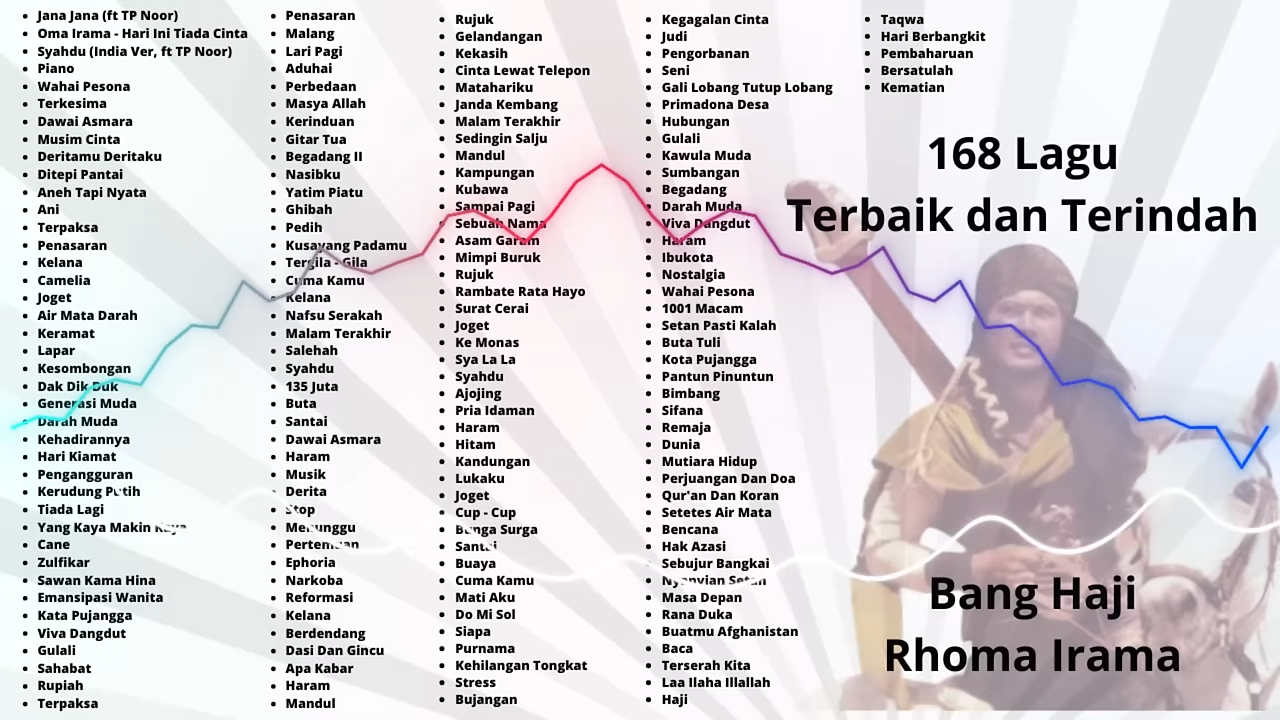 Jana Jana (ft TP Noor)
Oma Irama - Hari Ini Tiada Cinta
Syahdu (India Ver, ft TP Noor)
Piano
Wahai Pesona
Terkesima
Dawai Asmara
Musim Cinta
Deritamu Deritaku
Ditepi Pantai
Aneh Tapi Nyata
Ani
Terpaksa
Penasaran
Kelana
Camelia
Joget
Air Mata Darah
Keramat
Lapar
Kesombongan
Dak Dik Duk
Generasi Muda
Darah Muda
Kehadirannya
Hari Kiamat
Pengangguran
Kerudung Putih
Tiada Lagi
Yang Kaya Makin Kaya
Cane
Zulfikar
Sawan Kama Hina
Emansipasi Wanita
Kata Pujangga
Viva Dangdut
Gulali
Sahabat
Rupiah
Terpaksa
Penasaran
Malang
Lari Pagi
Aduhai
Perbedaan
Masya Allah
Kerinduan
Gitar Tua
Begadang II
Nasibku
Yatim Piatu
Ghibah
Pedih
Kusayang Padamu
Tergila - Gila
Cuma Kamu
Kelana
Nafsu Serakah
Malam Terakhir
Salehah
Syahdu
135 Juta
Buta
Santai
Dawai Asmara
Haram
Musik
Derita
Stop
Menunggu
Pertemuan
Ephoria
Narkoba
Reformasi
Kelana
Berdendang
Dasi Dan Gincu
Apa Kabar
Haram
Mandul
Rujuk
Gelandangan
Kekasih
Cinta Lewat Telepon
Matahariku
Janda Kembang
Malam Terakhir
Sedingin Salju
Mandul
Kampungan
Kubawa
Sampai Pagi
Sebuah Nama
Asam Garam
Mimpi Buruk
Rujuk
Rambate Rata Hayo
Surat Cerai
Joget
Ke Monas
Sya La La
Syahdu
Ajojing
Pria Idaman
Haram
Hitam
Kandungan
Lukaku
Joget
Cup - Cup
Bunga Surga
Santai
Buaya
Cuma Kamu
Mati Aku
Do Mi Sol
Siapa
Purnama
Kehilangan Tongkat
Stress
Bujangan
Kegagalan Cinta
Judi
Pengorbanan
Seni
Gali Lobang Tutup Lobang
Primadona Desa
Hubungan
Gulali
Kawula Muda
Sumbangan
Begadang
Darah Muda
Viva Dangdut
Haram
Ibukota
Nostalgia
Wahai Pesona
1001 Macam
Setan Pasti Kalah
Buta Tuli
Kota Pujangga
Pantun Pinuntun
Bimbang
Sifana
Remaja
Dunia
Mutiara Hidup
Perjuangan Dan Doa
Qur'an Dan Koran
Setetes Air Mata
Bencana
Hak Azasi
Sebujur Bangkai
Nyanyian Setan
Masa Depan
Rana Duka
Buatmu Afghanistan
Baca
Terserah Kita
Laa Ilaha Illallah
Haji
Taqwa
Hari Berbangkit
Pembaharuan
Bersatulah
Kematian
168 Lagu
Terbaik dan Terindah
Bang Haji
Rhoma Irama